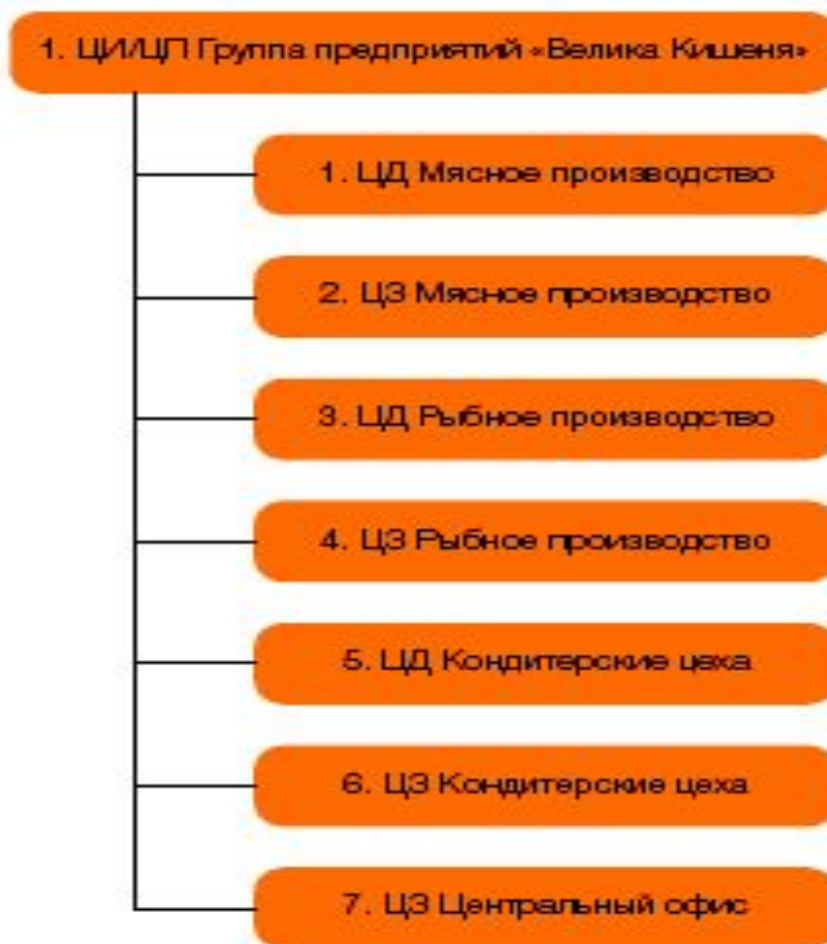 1. ЦИ/ЦП Группа предприятий «Велика Кишеня»
1. ЦД Мясное производство
2. ЦЗ Мясное производство
3. ЦД Рыбное производство
4. ЦЗ Рыбное производство
5. ЦД Кондитерские цеха
6. ЦЗ Кондитерские цеха
7. ЦЗ Центральный офис